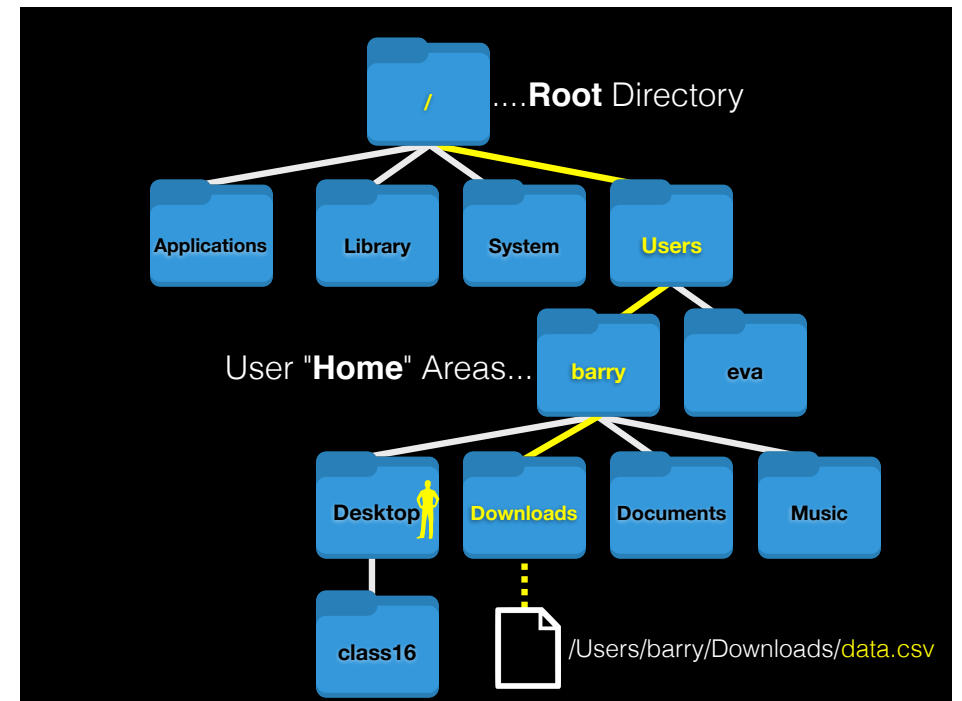 /
....Root Directory
Applications
Library
System
Users
User "Home" Areas...
barry
eva
Desktop
Downloads
Documents
Music
class16
/Users/barry/Downloads/data.csv